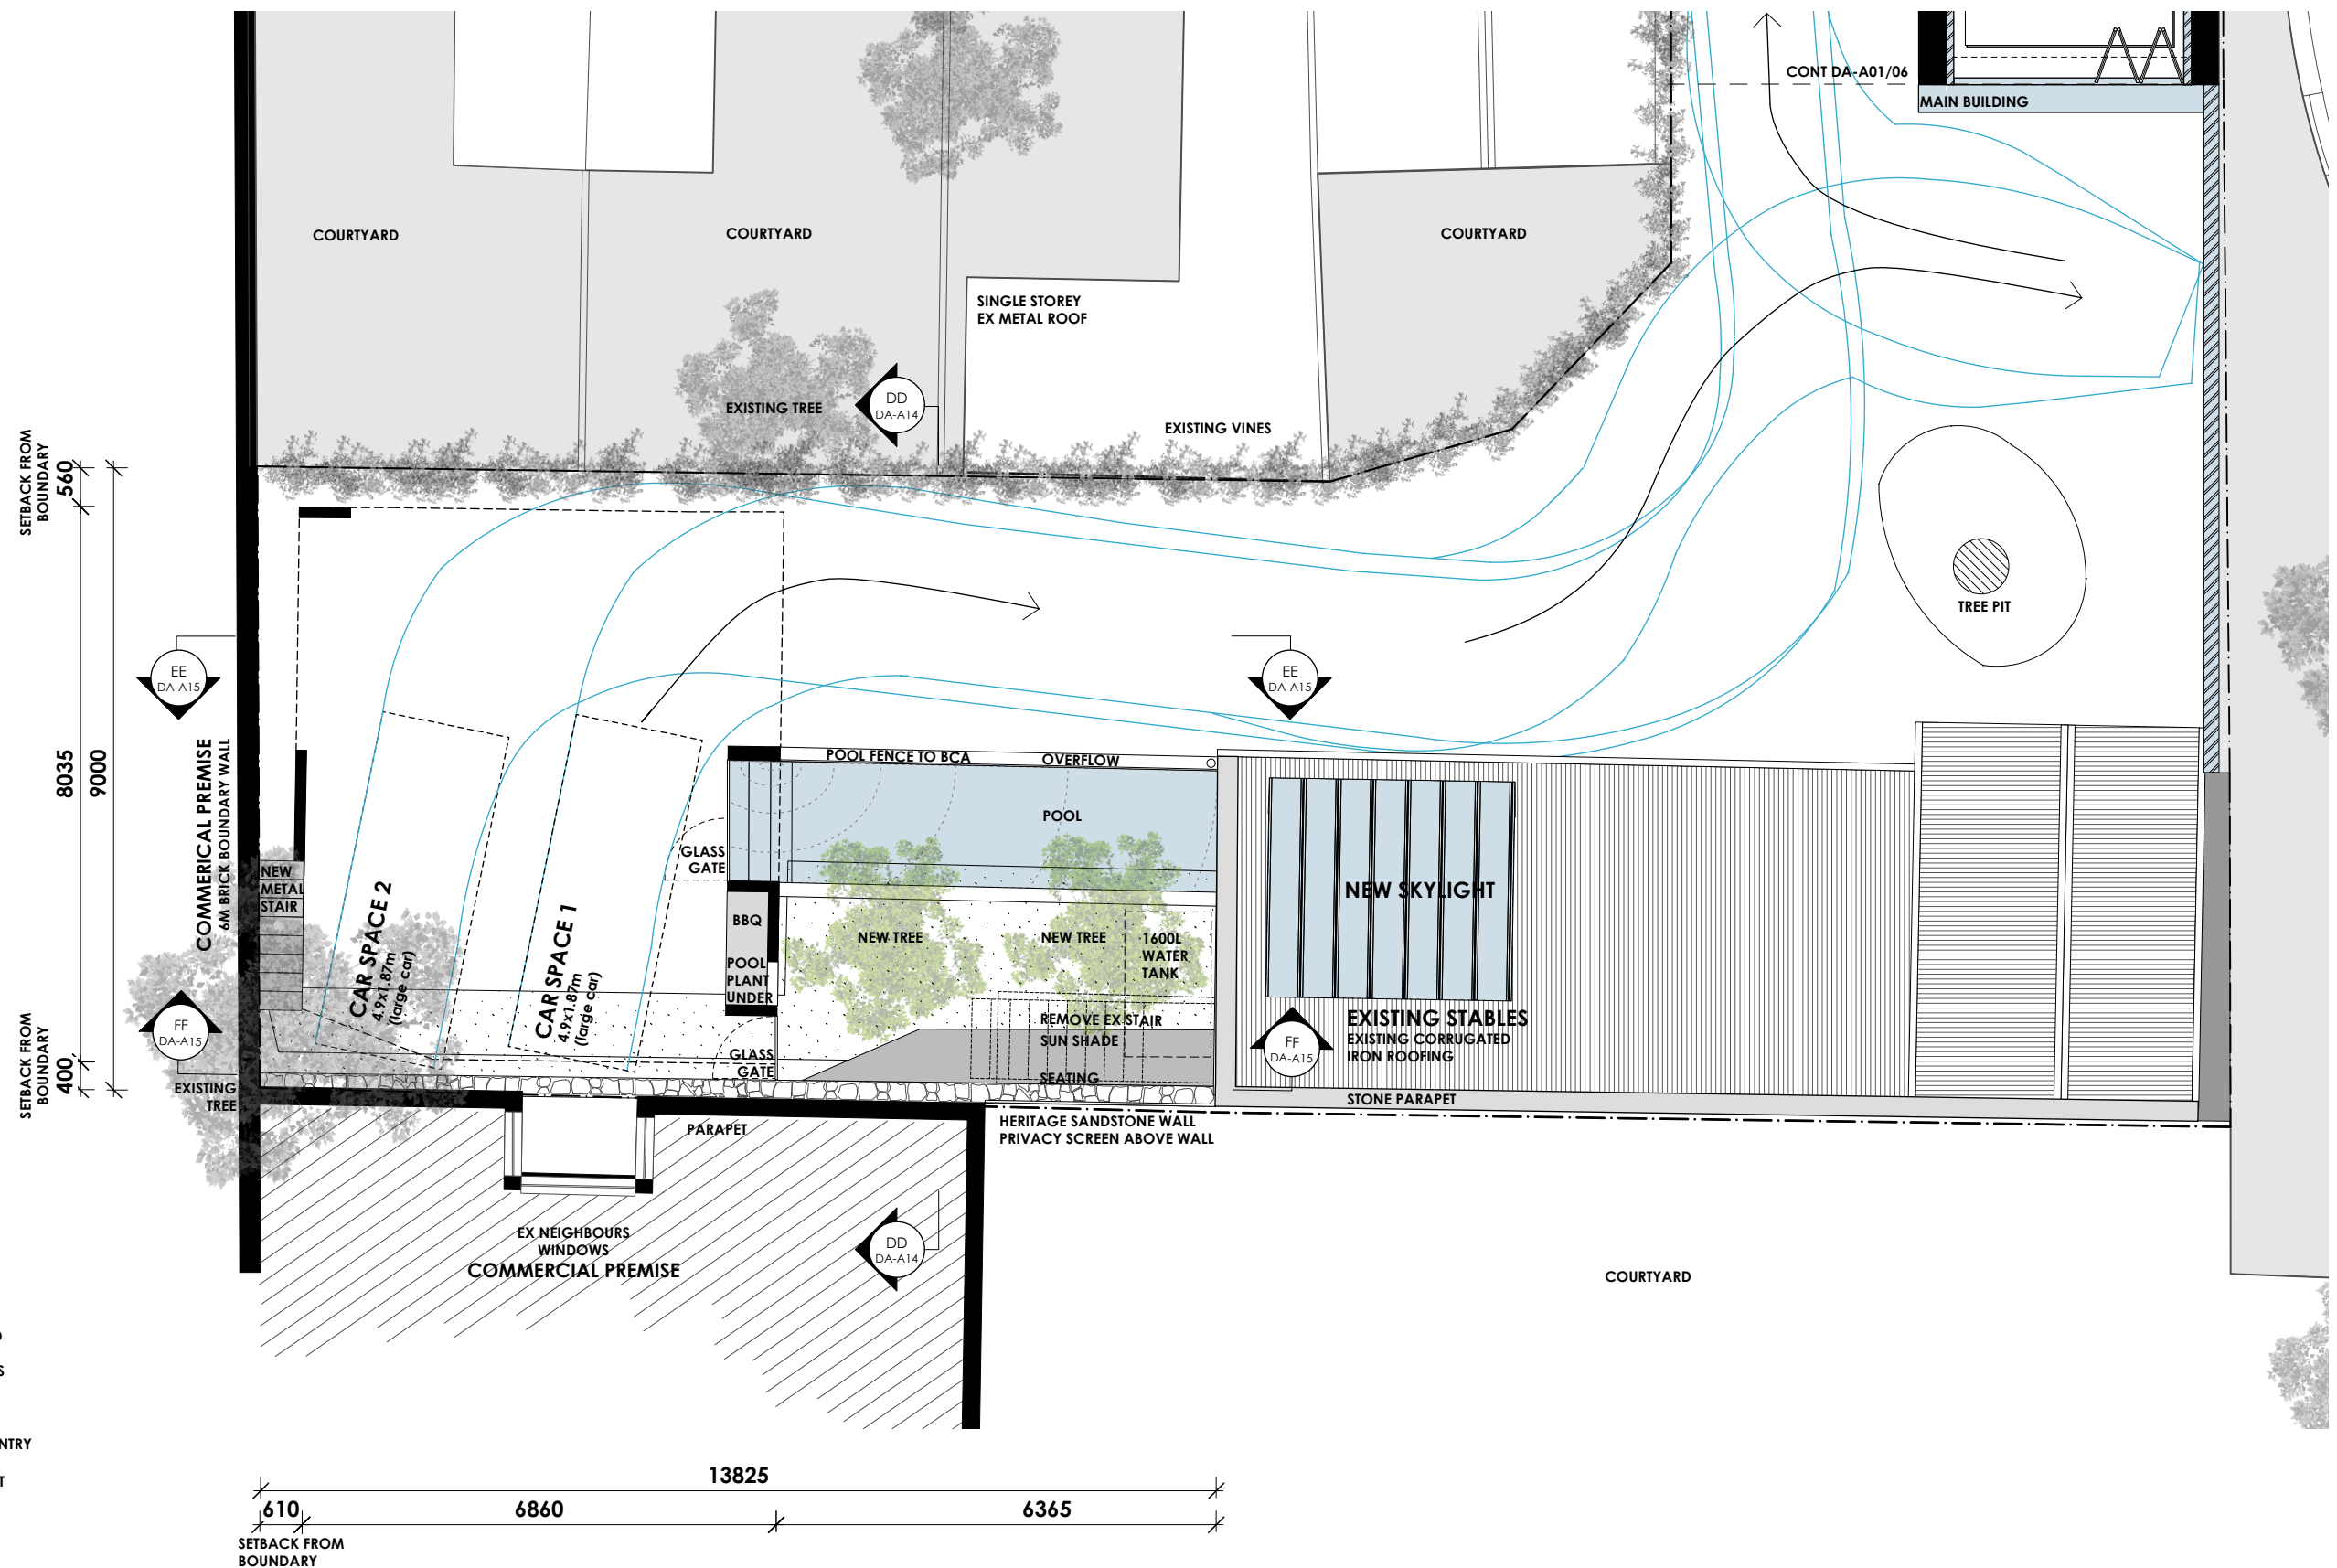 CONT DA-A01/06
MAIN BUILDING
COURTYARD
COURTYARD
COURTYARD
SINGLE STOREY
EX METAL ROOF
EXISTING TREE
DD
DA-A14
EXISTING VINES
SETBACK FROM
BOUNDARY
560
8035
9000
400
SETBACK FROM
BOUNDARY
TREE PIT
EE
DA-A15
EE
DA-A15
COMMERICAL PREMISE
6M BRICK BOUNDARY WALL
POOL FENCE TO BCA
OVERFLOW
POOL
GLASS
GATE
NEW
METAL
STAIR
CAR SPACE 2
4.9x1.87m
(large car)
CAR SPACE 1
4.9x1.87m
(large car)
BBQ
POOL
PLANT
UNDER
NEW TREE
NEW TREE
1600L
WATER
TANK
NEW SKYLIGHT
REMOVE EX STAIR
SUN SHADE
SEATING
GLASS
GATE
EXISTING STABLES
EXISTING CORRUGATED
IRON ROOFING
FF
DA-A15
FF
DA-A15
EXISTING
TREE
STONE PARAPET
PARAPET
HERITAGE SANDSTONE WALL
PRIVACY SCREEN ABOVE WALL
EX NEIGHBOURS
WINDOWS
COMMERCIAL PREMISE
DD
DA-A14
COURTYARD
NTRY
13825
610
6860
6365
SETBACK FROM
BOUNDARY